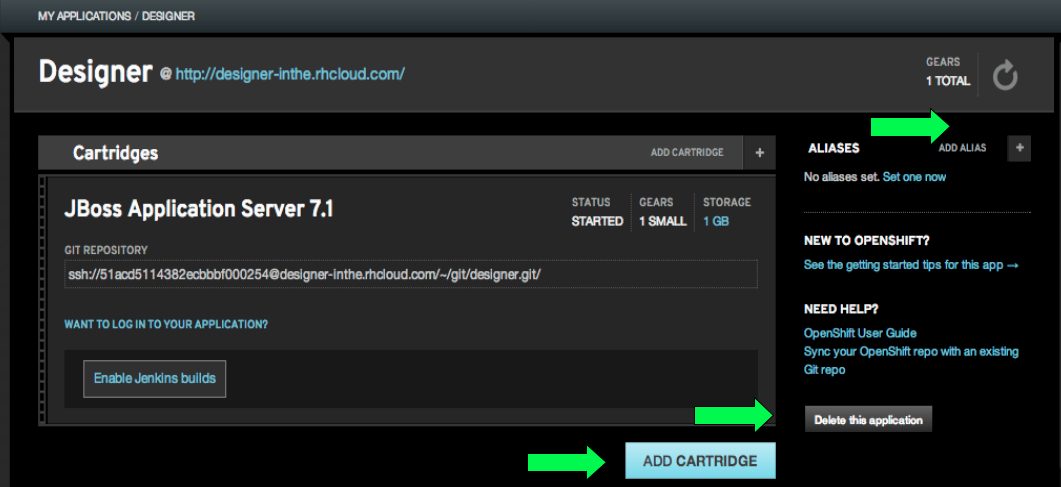 MY APPLICATIONS / DESIGNER
Designer @ http://designer-inthe.rhcloud.com/
GEARS
1 TOTAL
Cartridges
ADD CARTRIDGE +
JBoss Application Server 7.1
STATUS GEARS STORAGE
STARTED 1 SMALL 1 GB
GIT REPOSITORY
ssh://51acd5114382ecbbbf000254@designer-inthe.rhcloud.com/~/git/designer.git/
WANT TO LOG IN TO YOUR APPLICATION?
Enable Jenkins builds
ADD CARTRIDGE
ALIASES ADD ALIAS +
No aliases set. Set one now
NEW TO OPENSHIFT?
See the getting started tips for this app →
NEED HELP?
OpenShift User Guide
Sync your OpenShift repo with an existing
Git repo
Delete this application